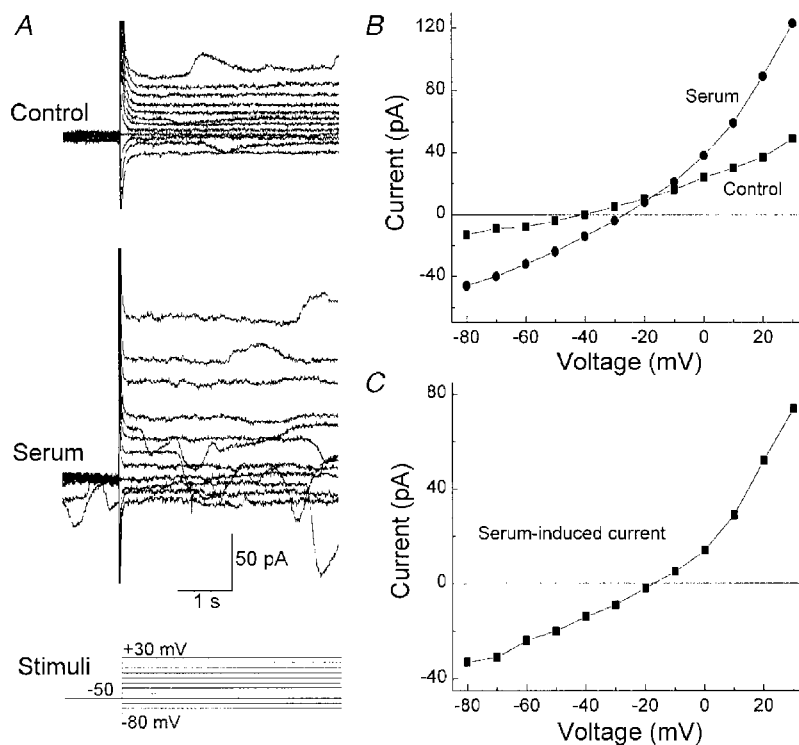 A
Control
Serum
50 pA
1 s
Stimuli
+30 mV
-50
-80 mV
B
Current (pA)
120
80
40
0
-40
Serum
Control
-80
-60
-40
-20
0
20
Voltage (mV)
C
Current (pA)
80
40
0
-40
Serum-induced current
-80
-60
-40
-20
0
20
Voltage (mV)